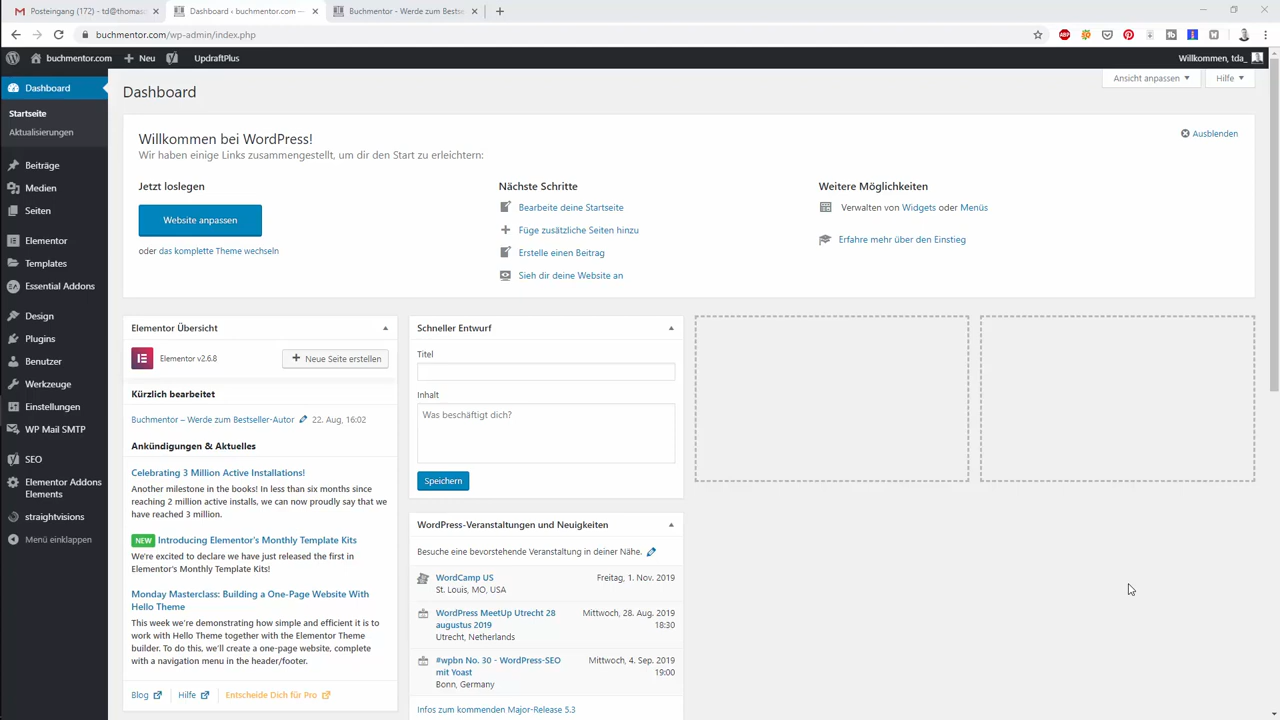 Posteingang (172) - td@thomasd
Dashboard ‹ buchmentor.com —
Buchmentor - Werde zum Bestse
buchmentor.com/wp-admin/index.php
ABP
buchmentor.com
Neu
UpdraftPlus
Willkommen, tda_
Dashboard
Startseite
Aktualisierungen
Beiträge
Medien
Seiten
Elementor
Templates
Essential Addons
Design
Plugins
Benutzer
Werkzeuge
Einstellungen
WP Mail SMTP
SEO
Elementor Addons
Elements
straightvisions
Menü einklappen
Dashboard
Ansicht anpassen
Hilfe
Willkommen bei WordPress!
Wir haben einige Links zusammengestellt, um dir den Start zu erleichtern:
Ausblenden
Jetzt loslegen
Website anpassen
oder das komplette Theme wechseln
Nächste Schritte
Bearbeite deine Startseite
Füge zusätzliche Seiten hinzu
Erstelle einen Beitrag
Sieh dir deine Website an
Weitere Möglichkeiten
Verwalten von Widgets oder Menüs
Erfahre mehr über den Einstieg
Elementor Übersicht
Elementor v2.6.8
Neue Seite erstellen
Kürzlich bearbeitet
Buchmentor – Werde zum Bestseller-Autor 22. Aug, 16:02
Ankündigungen & Aktuelles
Celebrating 3 Million Active Installations!
Another milestone in the books! In less than six months since
reaching 2 million active installs, we can now proudly say that we
have reached 3 million.
NEW Introducing Elementor's Monthly Template Kits
We're excited to declare we have just released the first in
Elementor's Monthly Template Kits!
Monday Masterclass: Building a One-Page Website With
Hello Theme
This week we're demonstrating how simple and efficient it is to
work with Hello Theme together with the Elementor Theme
builder. To do this, we'll create a one-page website, complete
with a navigation menu in the header/footer.
Blog
Hilfe
Entscheide Dich für Pro
Schneller Entwurf
Titel
Inhalt
Was beschäftigt dich?
Speichern
WordPress-Veranstaltungen und Neuigkeiten
Besuche eine bevorstehende Veranstaltung in deiner Nähe.
WordCamp US
Freitag, 1. Nov. 2019
St. Louis, MO, USA
WordPress MeetUp Utrecht 28
Mittwoch, 28. Aug. 2019
augustus 2019
18:30
Utrecht, Netherlands
#wpbn No. 30 - WordPress-SEO
Mittwoch, 4. Sep. 2019
mit Yoast
19:00
Bonn, Germany
Infos zum kommenden Major-Release 5.3